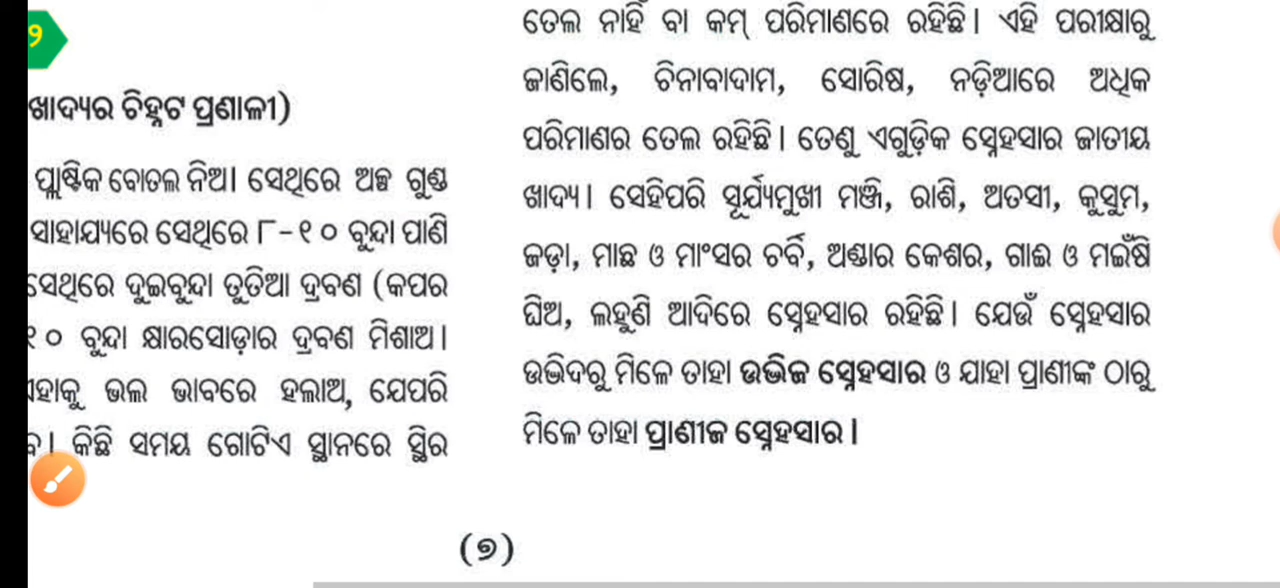 ୨
ଖାଦ୍ୟର ଚିହ୍ନଟ ପ୍ରଣାଳୀ)
ପ୍ଲାଷ୍ଟିକ ବୋତଲ ନିଅ। ସେଥିରେ ଅଳ୍ପ ଗୁଣ୍ଡ
ସାହାଯ୍ୟରେ ସେଥିରେ ୮-୧୦ ବୁନ୍ଦା ପାଣି
ସେଥିରେ ଦୁଇବୁନ୍ଦା ତୁତିଆ ଦ୍ରବଣ (କପର
୧୦ ବୁନ୍ଦା କ୍ଷାରସୋଡ଼ାର ଦ୍ରବଣ ମିଶାଅ।
ଏହାକୁ ଭଲ ଭାବରେ ହଲାଅ, ଯେପରି
କିଛି ସମୟ ଗୋଟିଏ ସ୍ଥାନରେ ସ୍ଥିର
ତେଲ ନାହିଁ ବା କମ୍ ପରିମାଣରେ ରହିଛି। ଏହି ପରୀକ୍ଷାରୁ
ଜାଣିଲେ, ଚିନାବାଦାମ, ସୋରିଷ, ନଡ଼ିଆରେ ଅଧିକ
ପରିମାଣର ତେଲ ରହିଛି। ତେଣୁ ଏଗୁଡ଼ିକ ସ୍ନେହସାର ଜାତୀୟ
ଖାଦ୍ୟ। ସେହିପରି ସୂର୍ଯ୍ୟମୁଖୀ ମଞ୍ଜି, ରାଶି, ଅତସୀ, କୁସୁମ,
ଜଡ଼ା, ମାଛ ଓ ମାଂସର ଚର୍ବି, ଅଣ୍ଡାର କେଶର, ଗାଈ ଓ ମଇଁଷି
ଘିଅ, ଲହୁଣି ଆଦିରେ ସ୍ନେହସାର ରହିଛି। ଯେଉଁ ସ୍ନେହସାର
ଉଦ୍ଭିଦରୁ ମିଳେ ତାହା ଉଦ୍ଭିଜ ସ୍ନେହସାର ଓ ଯାହା ପ୍ରାଣୀଙ୍କ ଠାରୁ
ମିଳେ ତାହା ପ୍ରାଣୀଜ ସ୍ନେହସାର।
(୭)